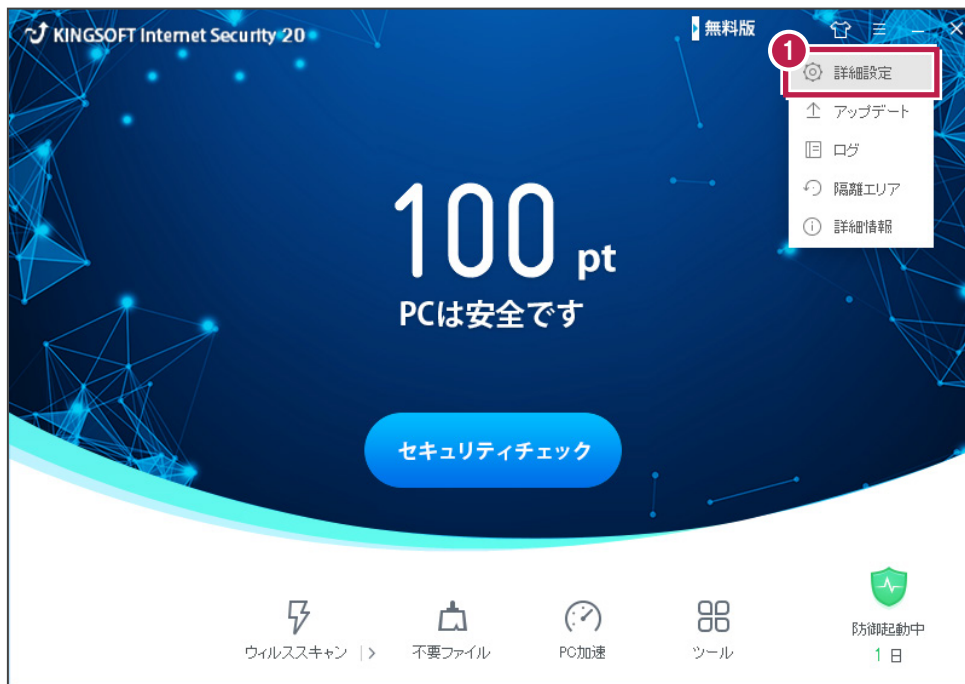 KINGSOFT Internet Security 20
無料版
1
詳細設定
アップデート
ログ
隔離エリア
詳細情報
100 pt
PCは安全です
セキュリティチェック
ウィルススキャン
不要ファイル
PC加速
ツール
防御起動中
1 日